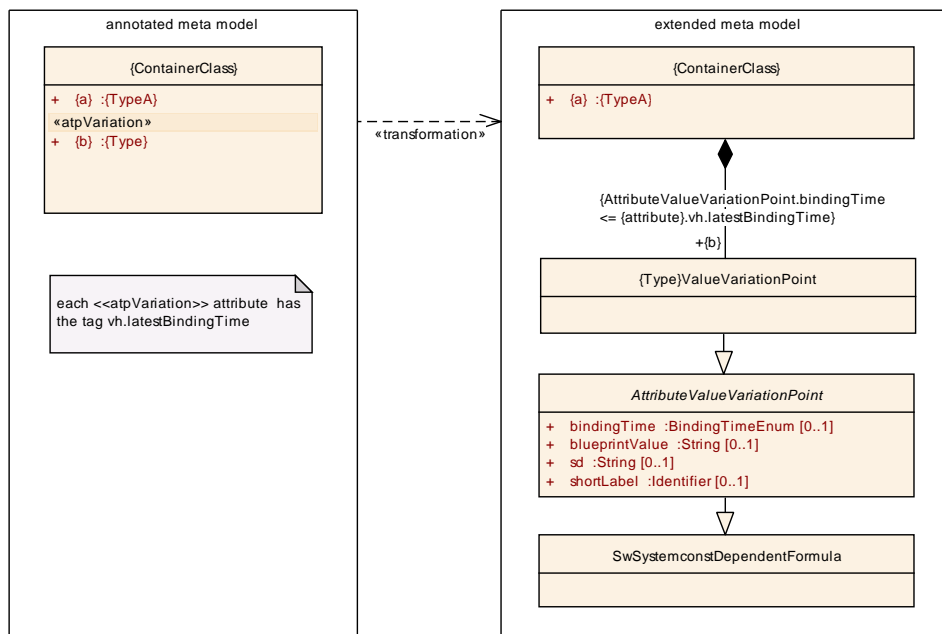 annotated meta model
{ContainerClass}
+ {a} :{TypeA}
«atpVariation»
+ {b} :{Type}
each <<atpVariation>> attribute has
the tag vh.latestBindingTime
«transformation»
extended meta model
{ContainerClass}
+ {a} :{TypeA}
{AttributeValueVariationPoint.bindingTime
<= {attribute}.vh.latestBindingTime}
+{b}
{Type}ValueVariationPoint
AttributeValueVariationPoint
+ bindingTime :BindingTimeEnum [0..1]
+ blueprintValue :String [0..1]
+ sd :String [0..1]
+ shortLabel :Identifier [0..1]
SwSystemconstDependentFormula